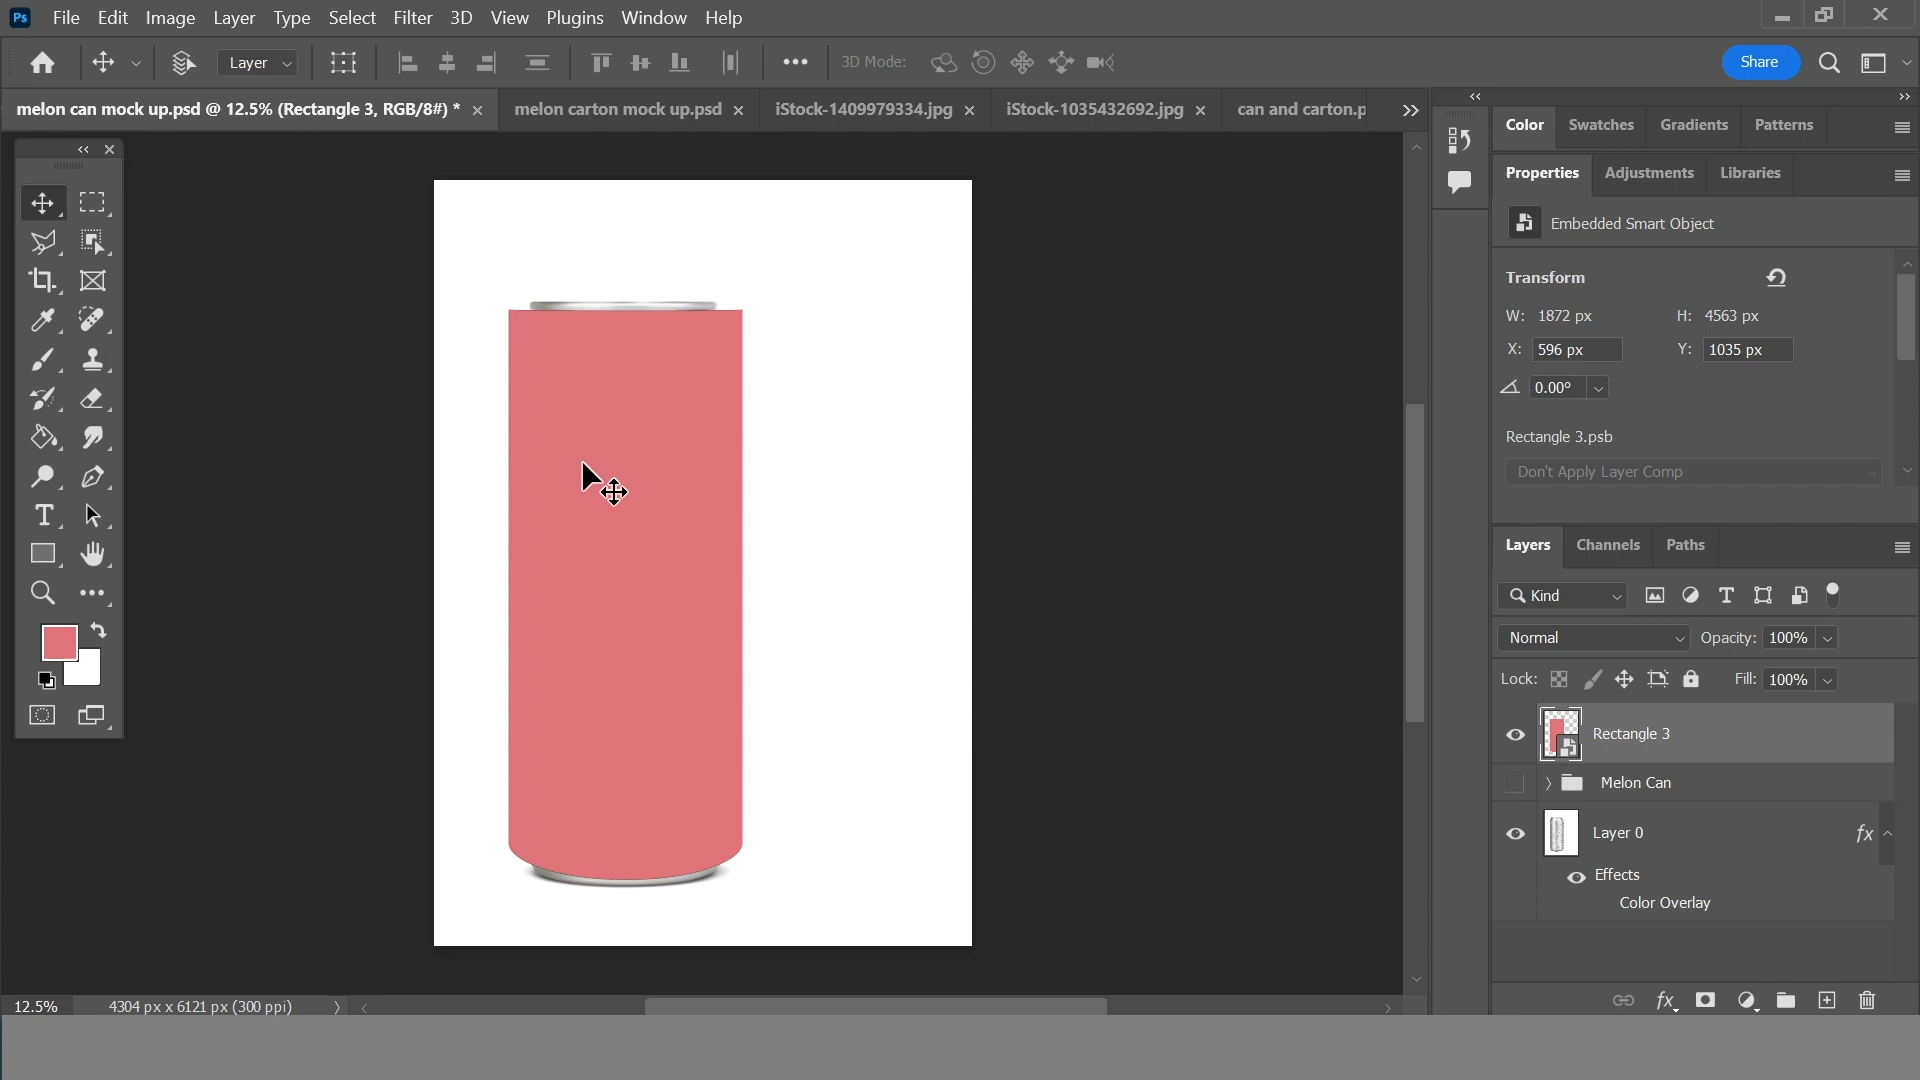 Ps File Edit Image Layer Type Select Filter 3D View Plugins Window Help
Layer 3D Mode: Share
melon can mock up.psd @ 12.5% (Rectangle 3, RGB/8#) * melon carton mock up.psd iStock-1409979334.jpg iStock-1035432692.jpg can and carton.p
Color Swatches Gradients Patterns
Properties Adjustments Libraries
Embedded Smart Object
Transform
W: 1872 px H: 4563 px
X: 596 px Y: 1035 px
0.00°
Rectangle 3.psb
Don't Apply Layer Comp
Layers Channels Paths
Kind
Normal Opacity: 100%
Lock: Fill: 100%
Rectangle 3
Melon Can
Layer 0 fx
Effects
Color Overlay
fx
12.5% 4304 px x 6121 px (300 ppi)